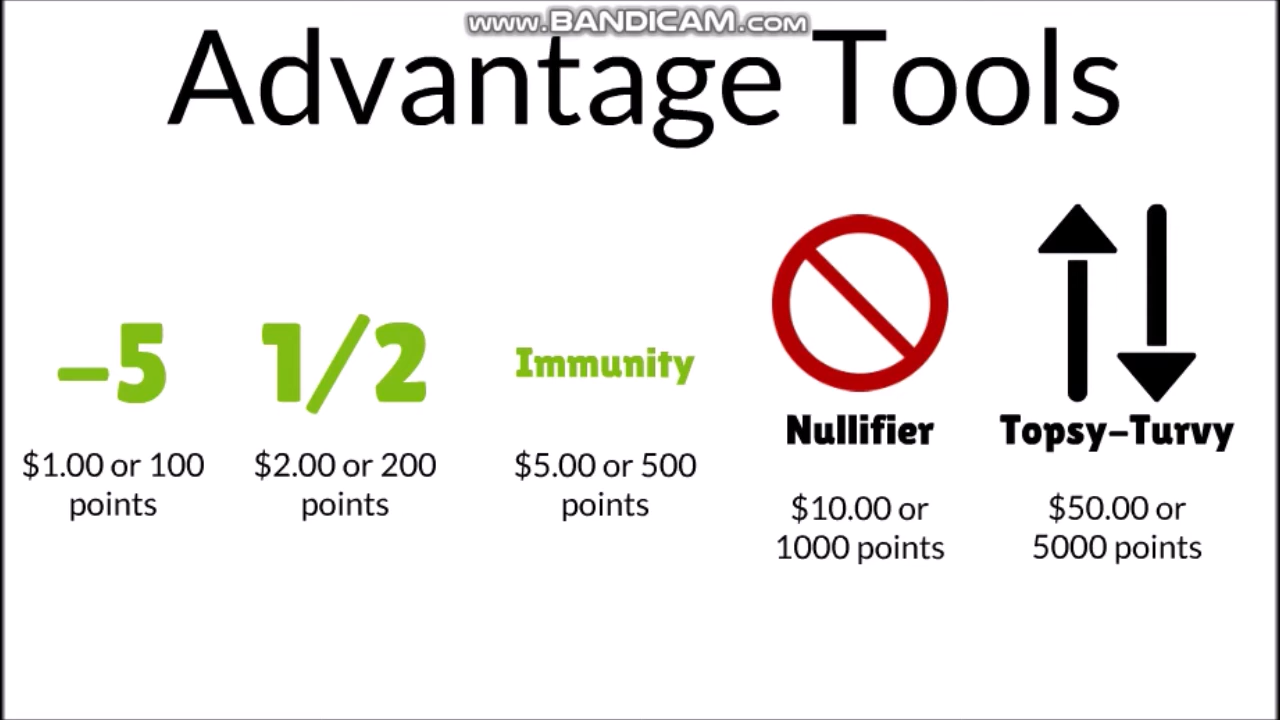 www.BANDICAM.com
Advantage Tools
-5
$1.00 or 100
points
1/2
$2.00 or 200
points
Immunity
$5.00 or 500
points
Nullifier
$10.00 or
1000 points
Topsy-Turvy
$50.00 or
5000 points